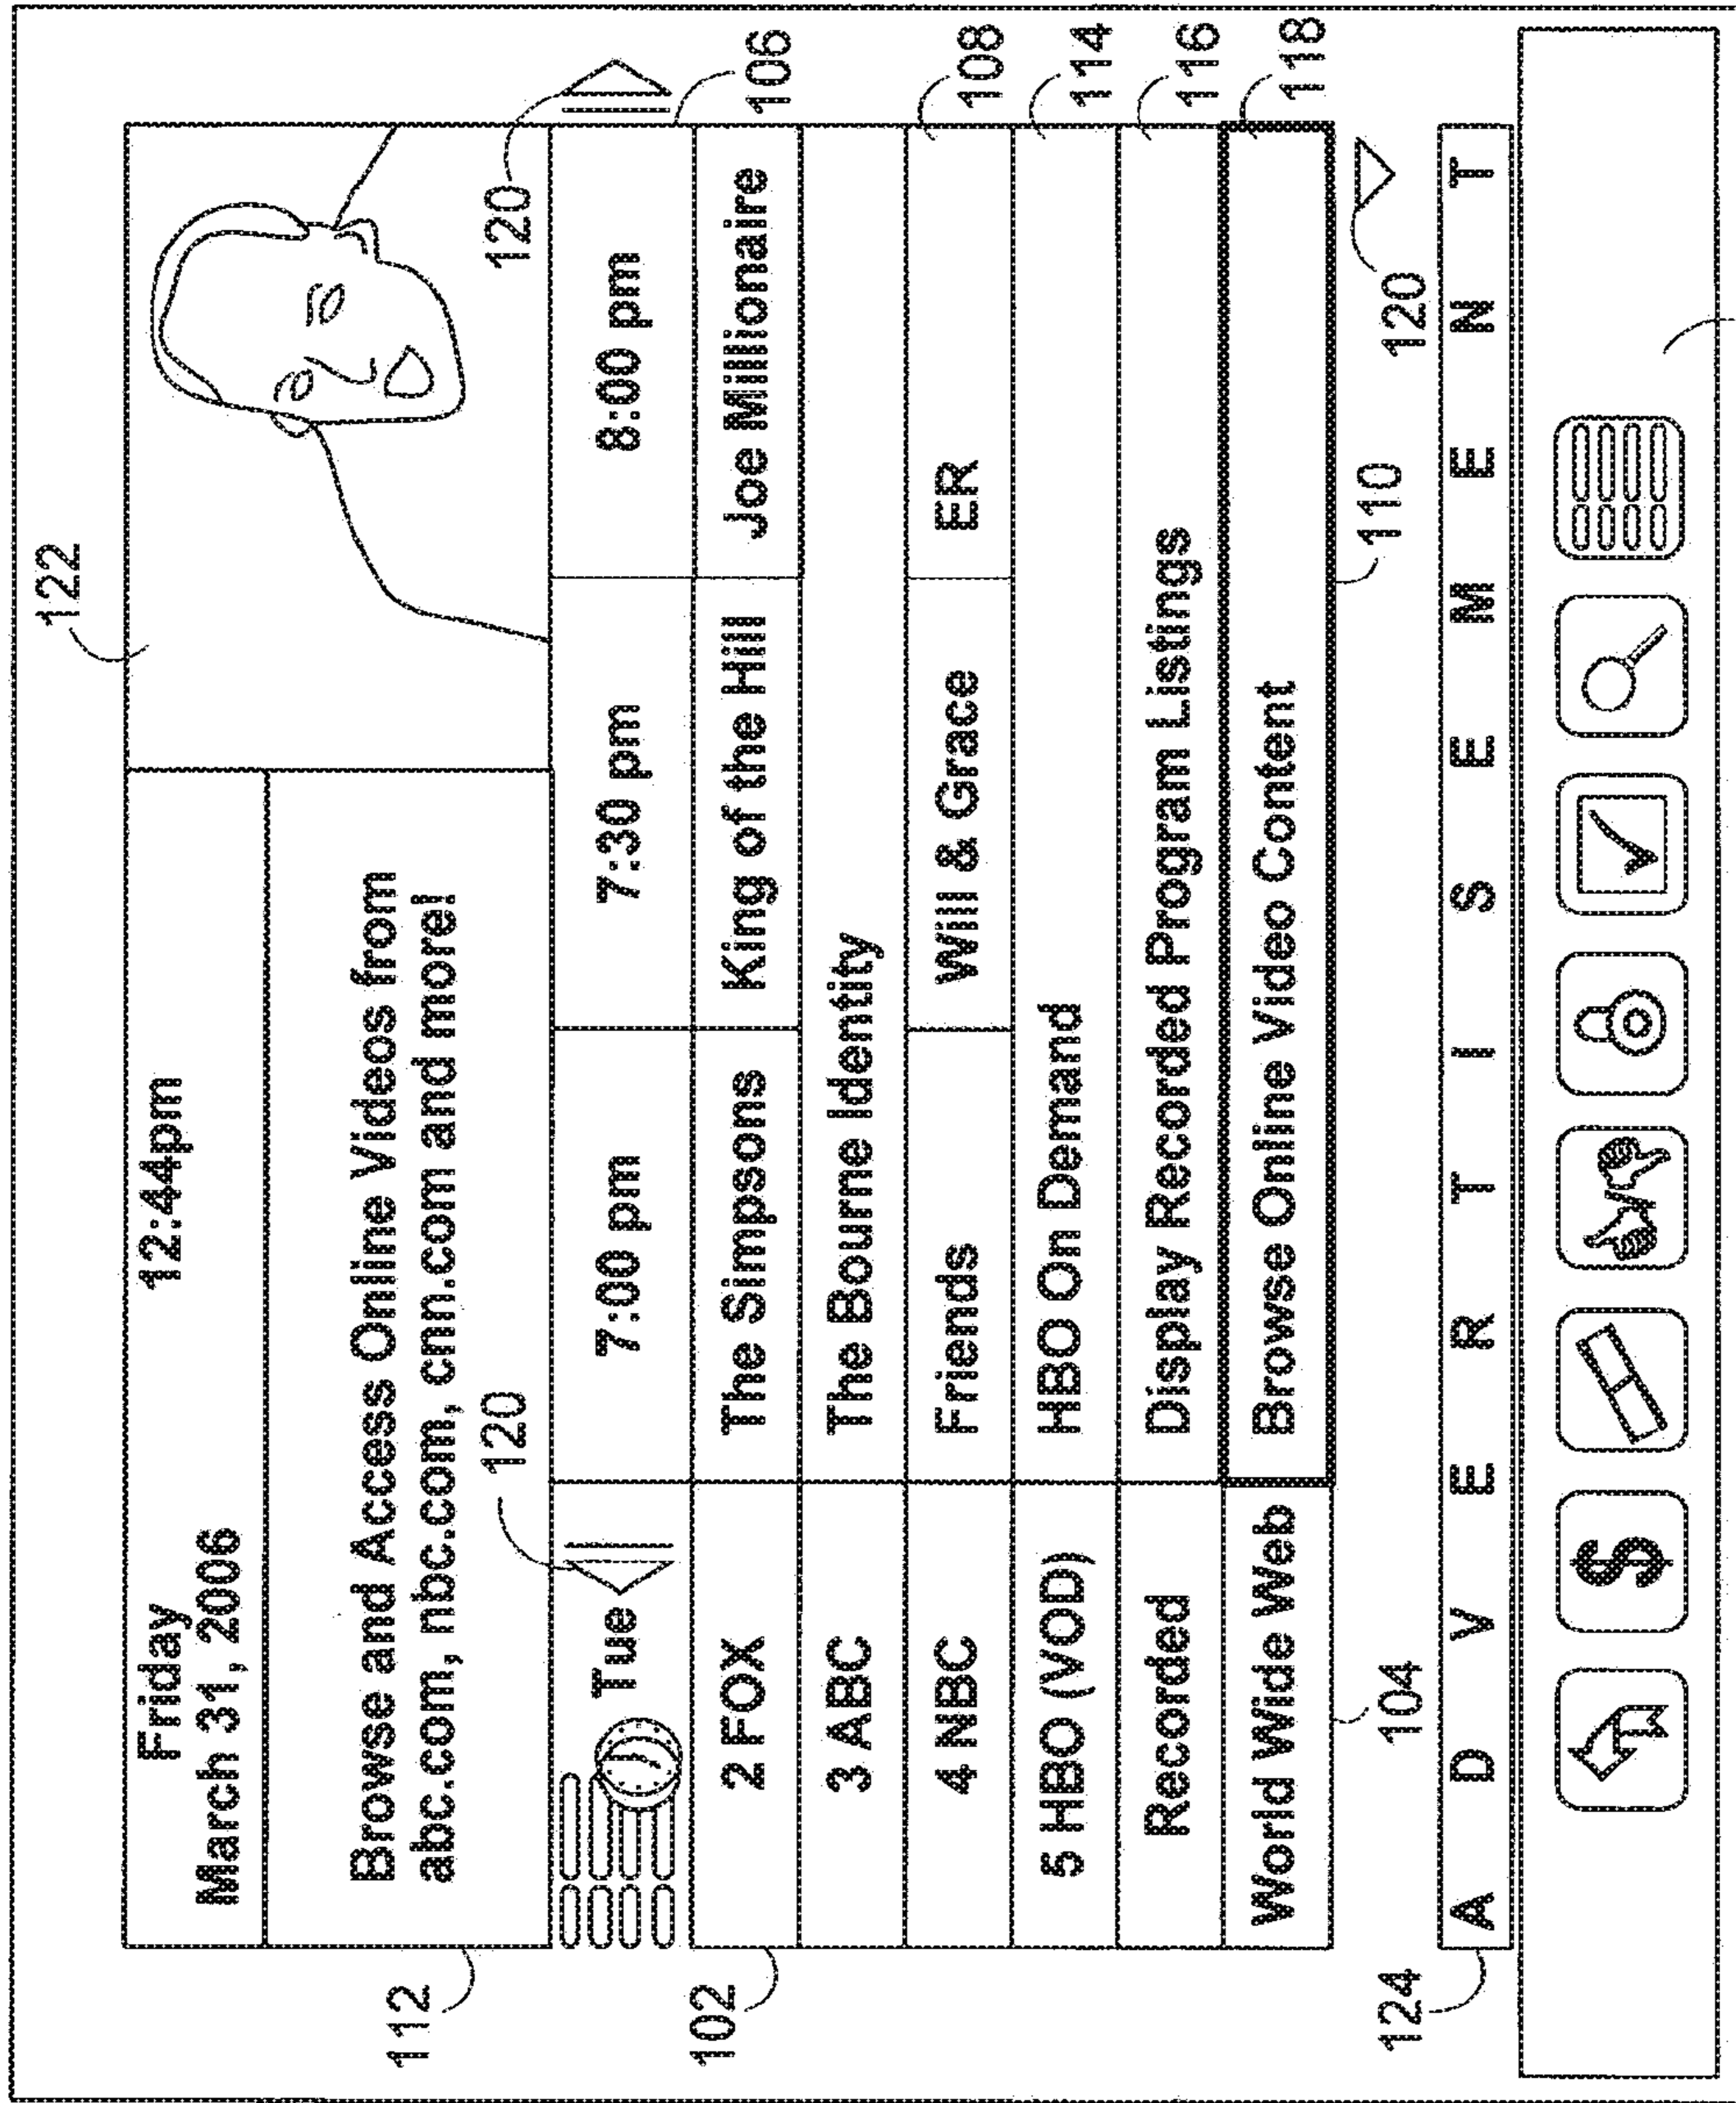 122
Friday
March 31, 2006 12:44pm
Browse and Access Online Videos from
abc.com, nbc.com, cnn.com and more!
112
120
120
Tue 7:00 pm 7:30 pm 8:00 pm
106
102
2 FOX The Simpsons King of the Hill Joe Millionaire
3 ABC The Bourne Identity
4 NBC Friends Will & Grace ER
108
5 HBO (VOD) HBO On Demand
114
Recorded Display Recorded Program Listings
116
World Wide Web Browse Online Video Content
118
104
110
120
124
A D V E R T I S E M E N T
$